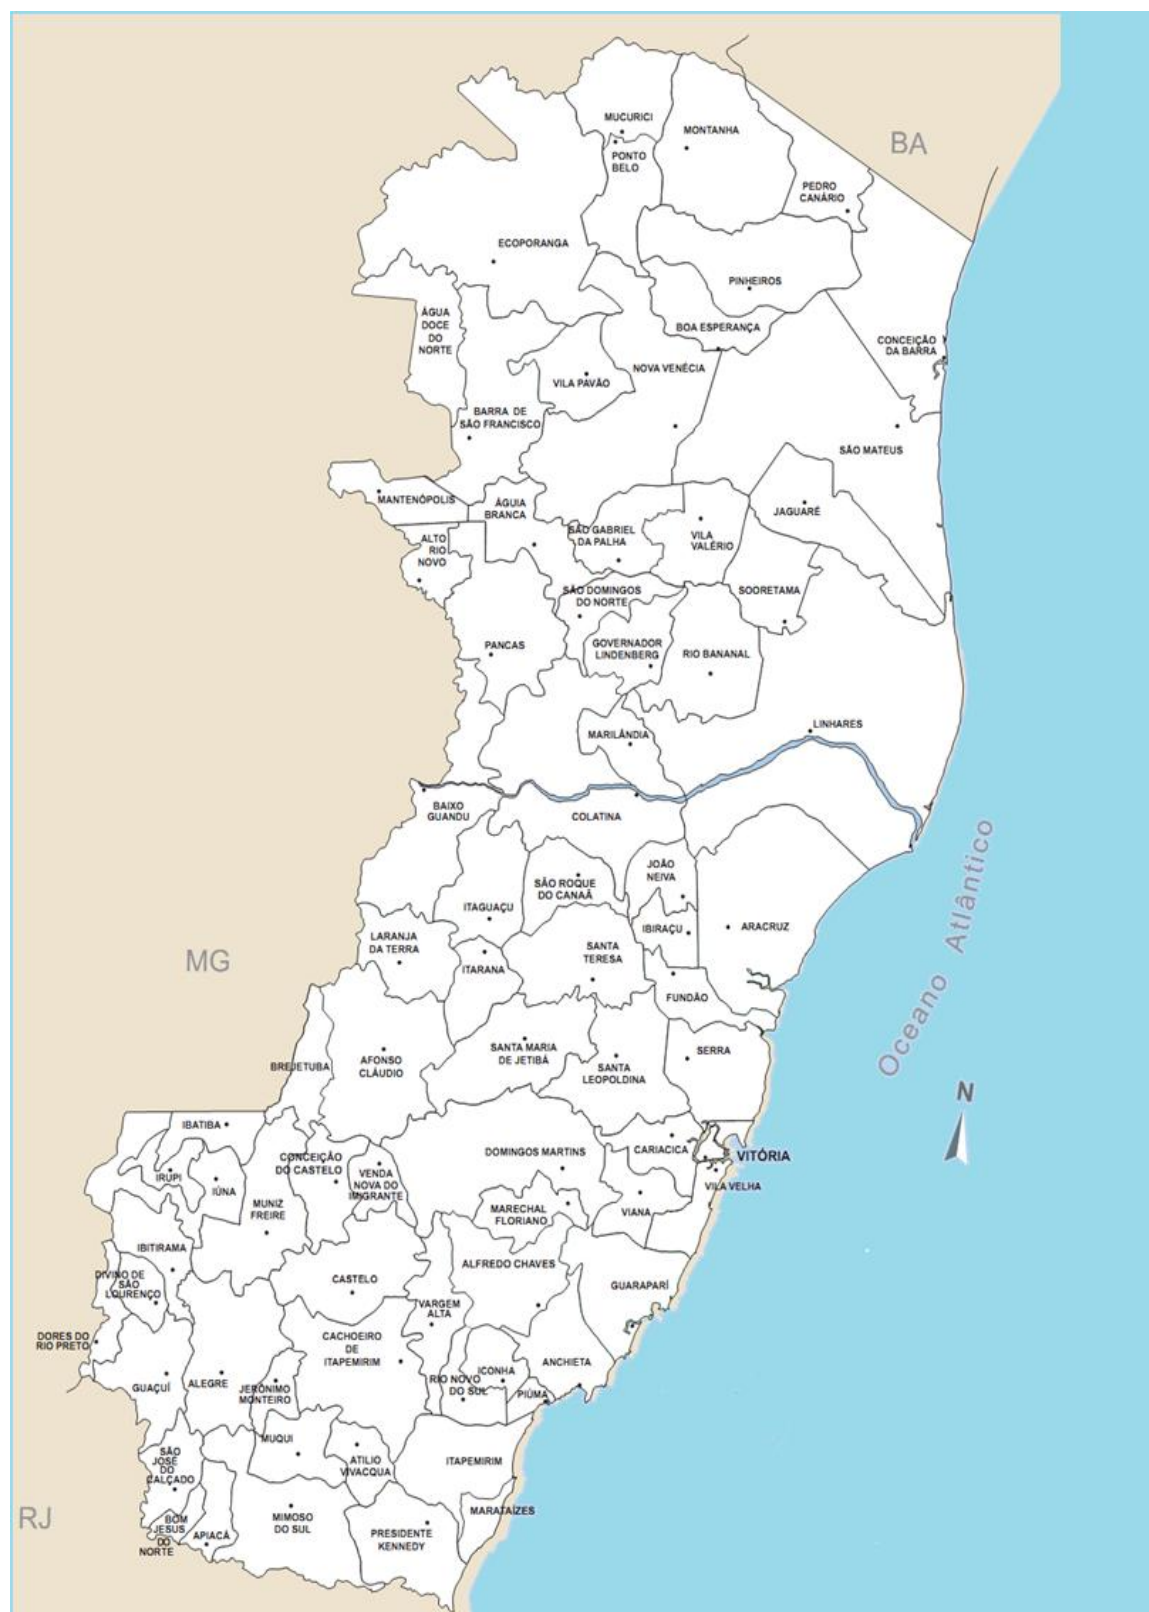 MUCURICI
MONTANHA
BA
PONTO
BELO
PEDRO
CANÁRIO
ECOPORANGA
PINHEIROS
ÁGUA
DOCE
DO
NORTE
BOA ESPERANÇA
CONCEIÇÃO
DA BARRA
NOVA VENÉCIA
VILA PAVÃO
BARRA DE
SÃO FRANCISCO
SÃO MATEUS
MANTENÓPOLIS
ÁGUIA
BRANCA
JAGUARÉ
SÃO GABRIEL
DA PALHA
VILA
VALÉRIO
ALTO
RIO
NOVO
SOORETAMA
SÃO DOMINGOS
DO NORTE
PANCAS
GOVERNADOR
LINDENBERG
RIO BANANAL
LINHARES
MARILÂNDIA
BAIXO
GUANDU
COLATINA
JOÃO
NEIVA
SÃO ROQUE
DO CANAÃ
ITAGUAÇU
IBIRAÇU
ARACRUZ
LARANJA
DA TERRA
SANTA
TERESA
MG
ITARANA
FUNDÃO
Oceano Atlântico
SANTA MARIA
DE JETIBÁ
SERRA
BREJETUBA
AFONSO
CLÁUDIO
SANTA
LEOPOLDINA
N
IBATIBA
CARIACICA
DOMINGOS MARTINS
VITÓRIA
CONCEIÇÃO
DO CASTELO
IRUPI
VENDA
NOVA DO
IMIGRANTE
IÚNA
VILA VELHA
MUNIZ
FREIRE
MARECHAL
FLORIANO
VIANA
IBITIRAMA
ALFREDO CHAVES
DIVINO DE
SÃO
LOURENÇO
CASTELO
GUARAPARÍ
VARGEM
ALTA
DORES DO
RIO PRETO
CACHOEIRO
DE
ITAPEMIRIM
ANCHIETA
GUAÇUÍ
ALEGRE
JERÔNIMO
MONTEIRO
RIO NOVO
DO SUL
ICONHA
PIÚMA
MUQUI
SÃO
JOSÉ
DO
CALÇADO
ATILIO
VIVACQUA
ITAPEMIRIM
RJ
BOM
JESUS
DO
NORTE
APIACÁ
MIMOSO
DO SUL
MARATAÍZES
PRESIDENTE
KENNEDY